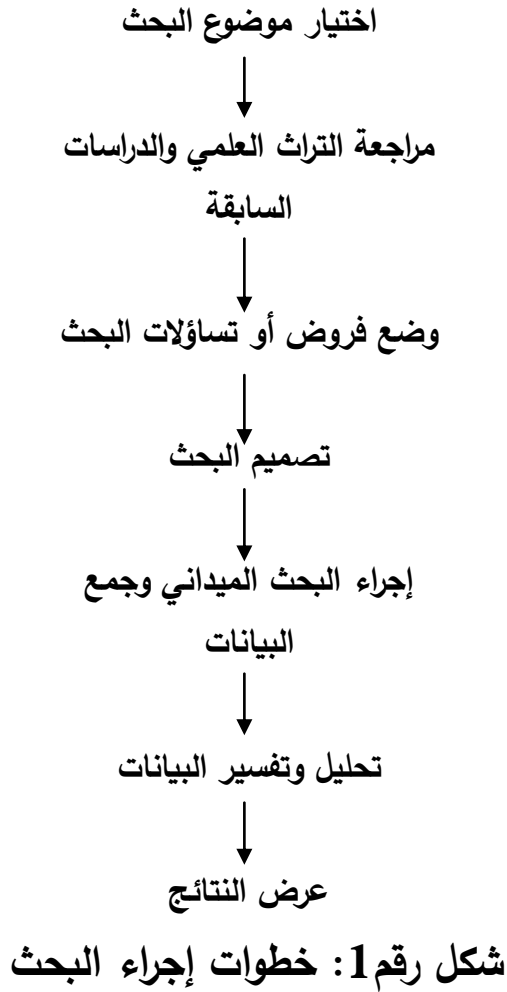 اختيار موضوع البحث
مراجعة التراث العلمي والدراسات
السابقة
وضع فروض أو تساؤلات البحث
تصميم البحث
إجراء البحث الميداني وجمع
البيانات
تحليل وتفسير البيانات
عرض النتائج
شكل رقم1: خطوات إجراء البحث